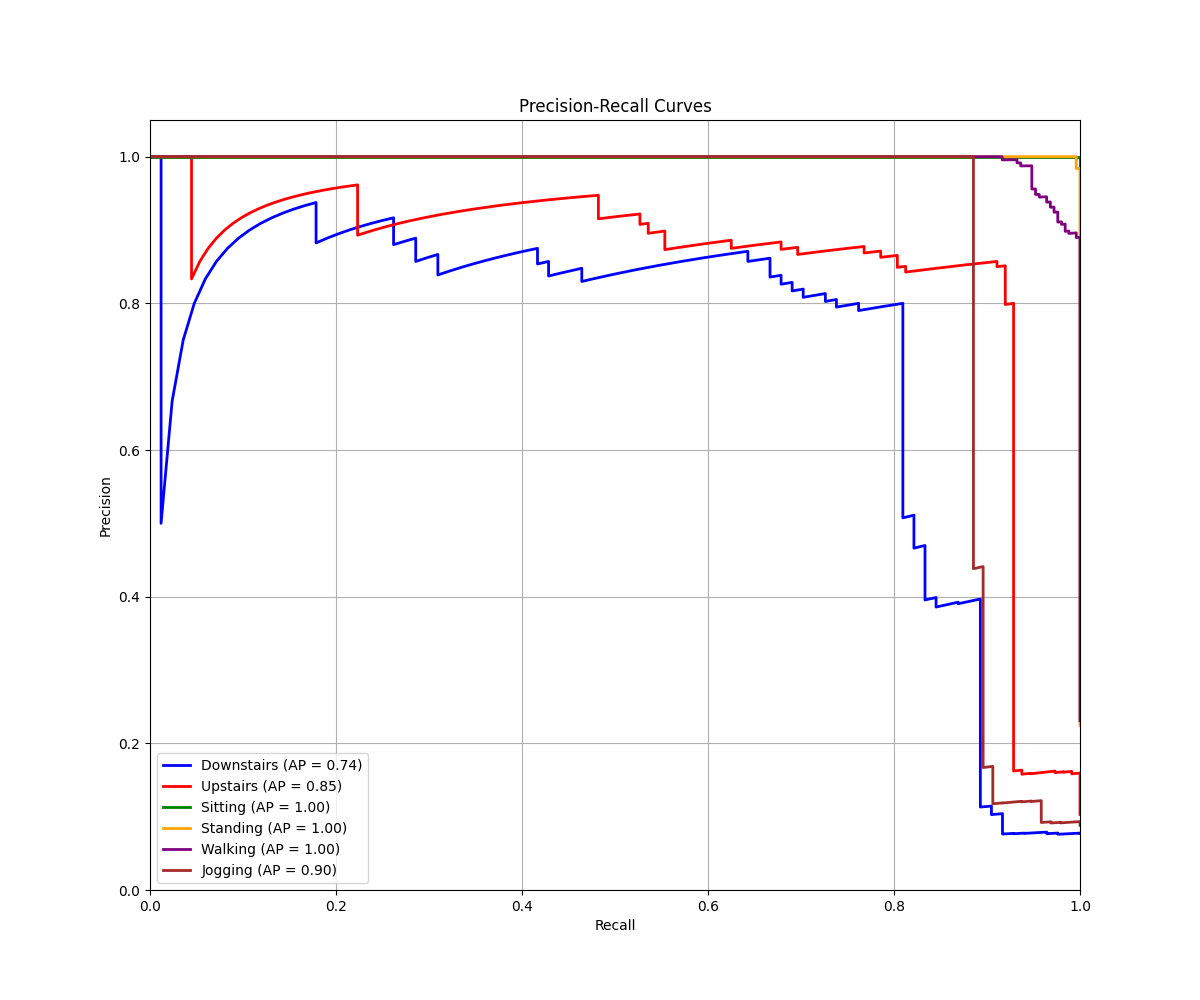 Precision-Recall Curves
1.0
0.8
0.6
0.4
0.2
0.0
Precision
Downstairs (AP = 0.74)
Upstairs (AP = 0.85)
Sitting (AP = 1.00)
Standing (AP = 1.00)
Walking (AP = 1.00)
Jogging (AP = 0.90)
0.0 0.2 0.4 0.6 0.8 1.0
Recall